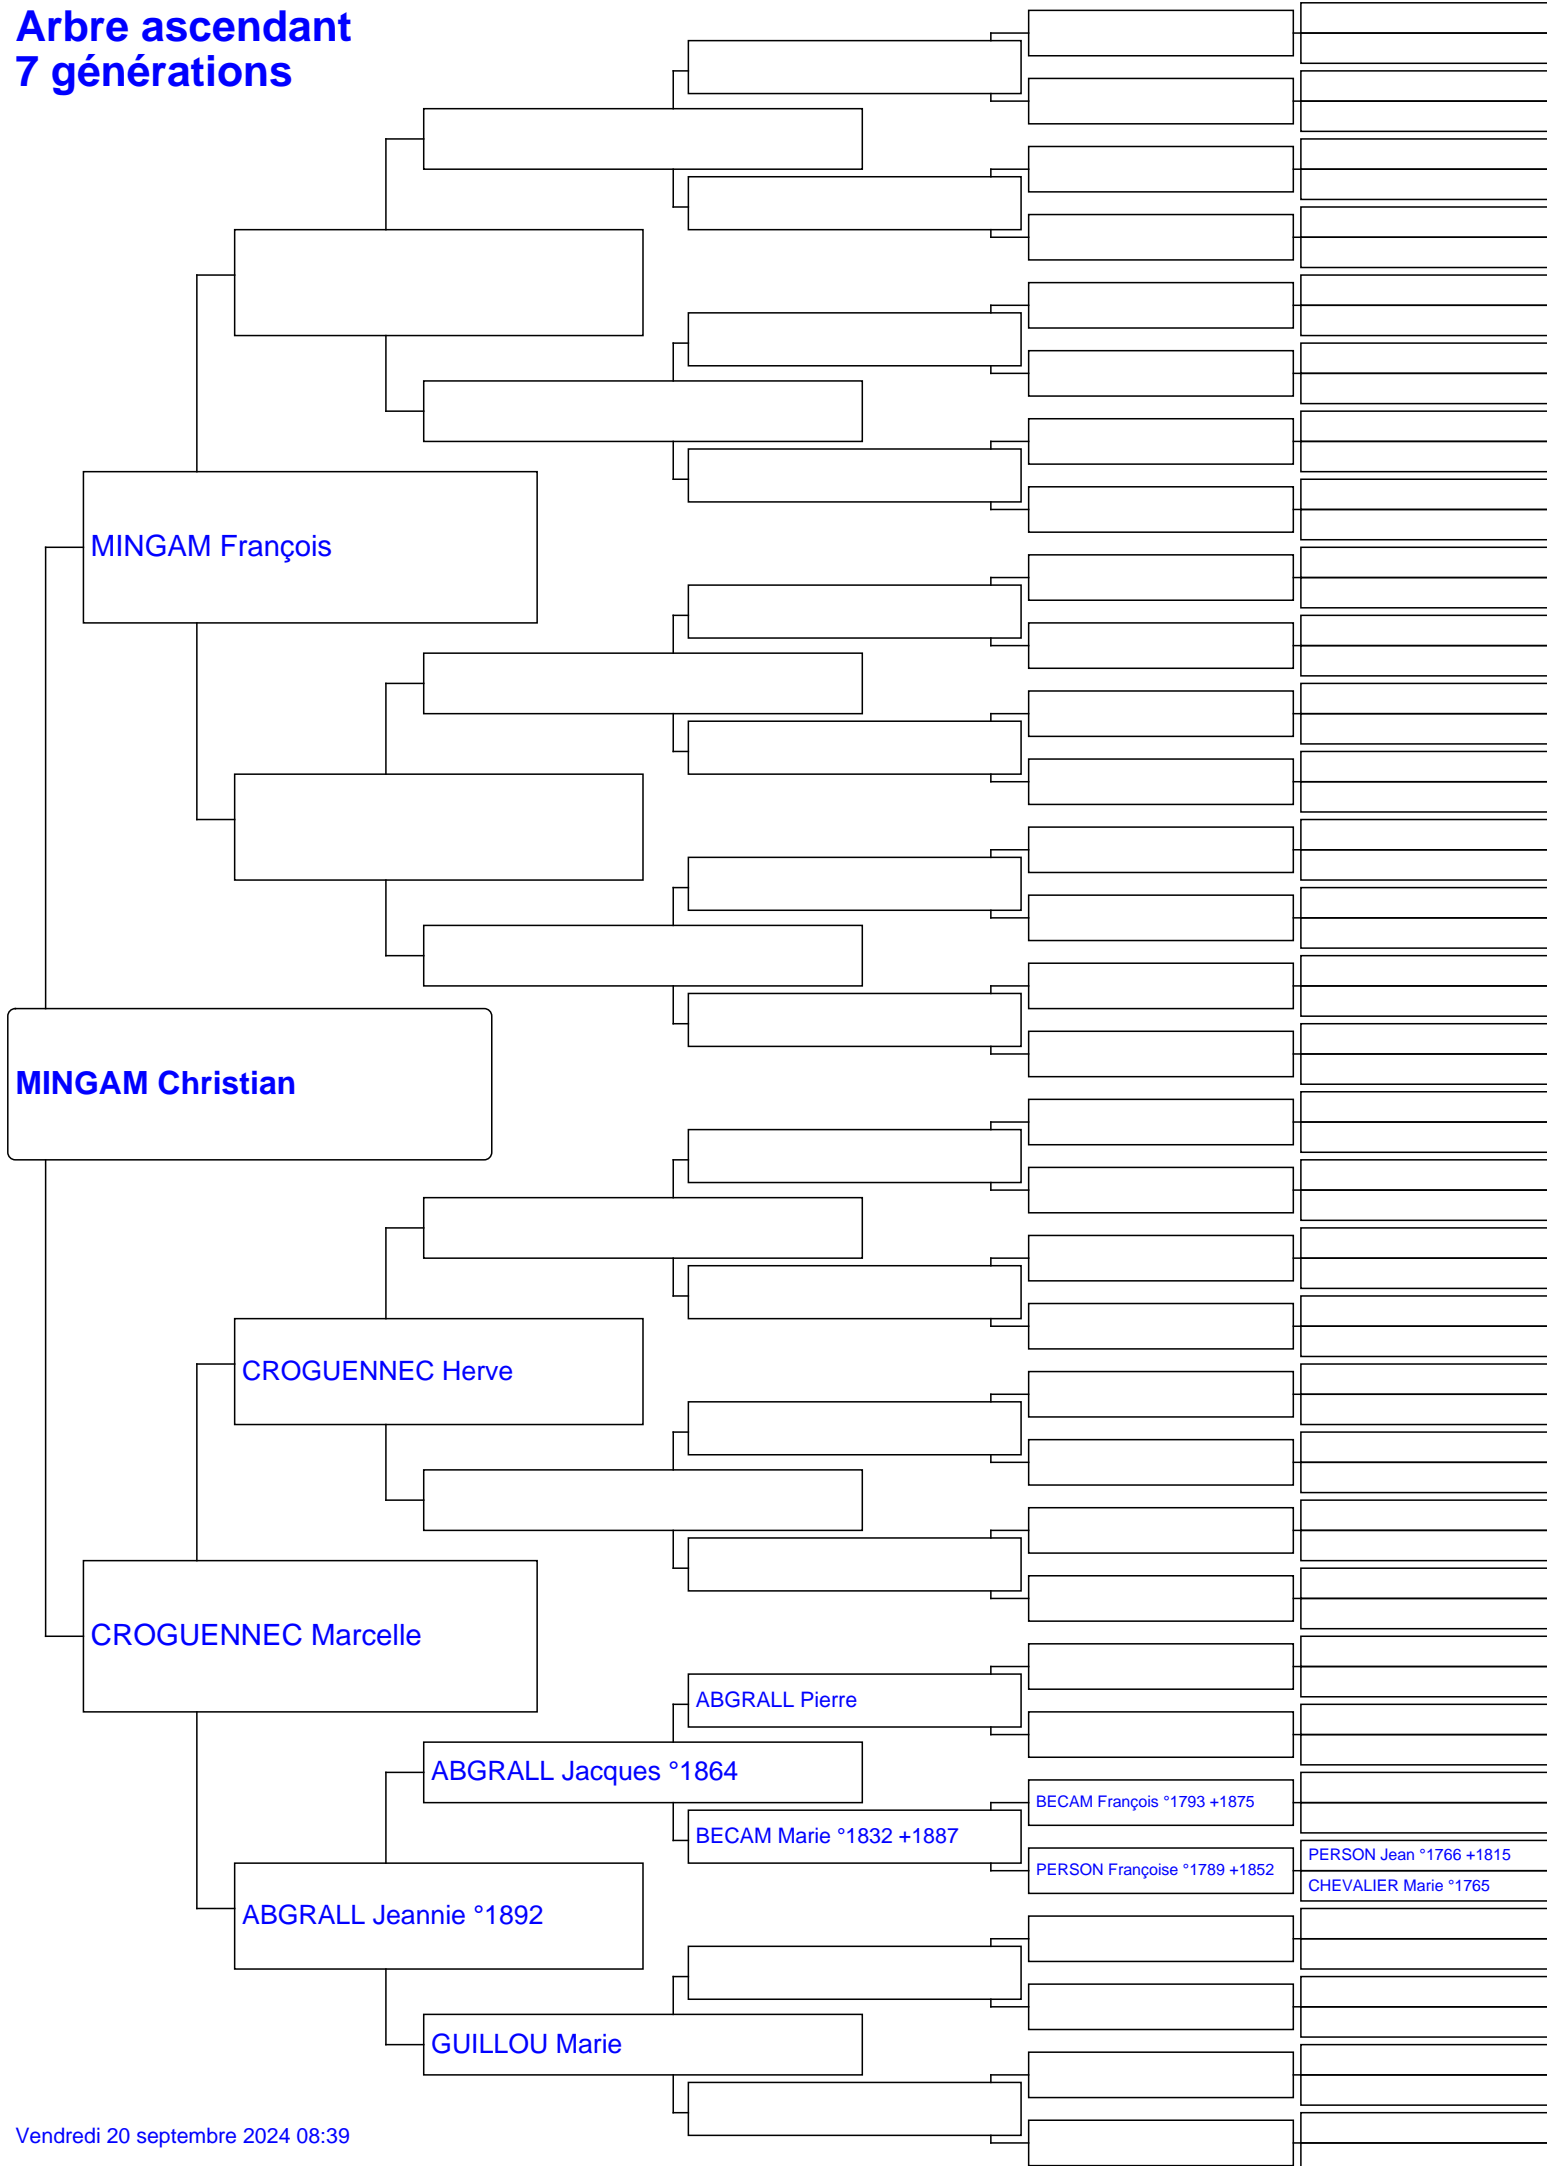 Arbre ascendant
7 générations
MINGAM François
MINGAM Christian
CROGUENNEC Herve
CROGUENNEC Marcelle
ABGRALL Pierre
ABGRALL Jacques °1864
BECAM François °1793 +1875
BECAM Marie °1832 +1887
PERSON Jean °1766 +1815
PERSON Françoise °1789 +1852
CHEVALIER Marie °1765
ABGRALL Jeannie °1892
GUILLOU Marie
Vendredi 20 septembre 2024 08:39